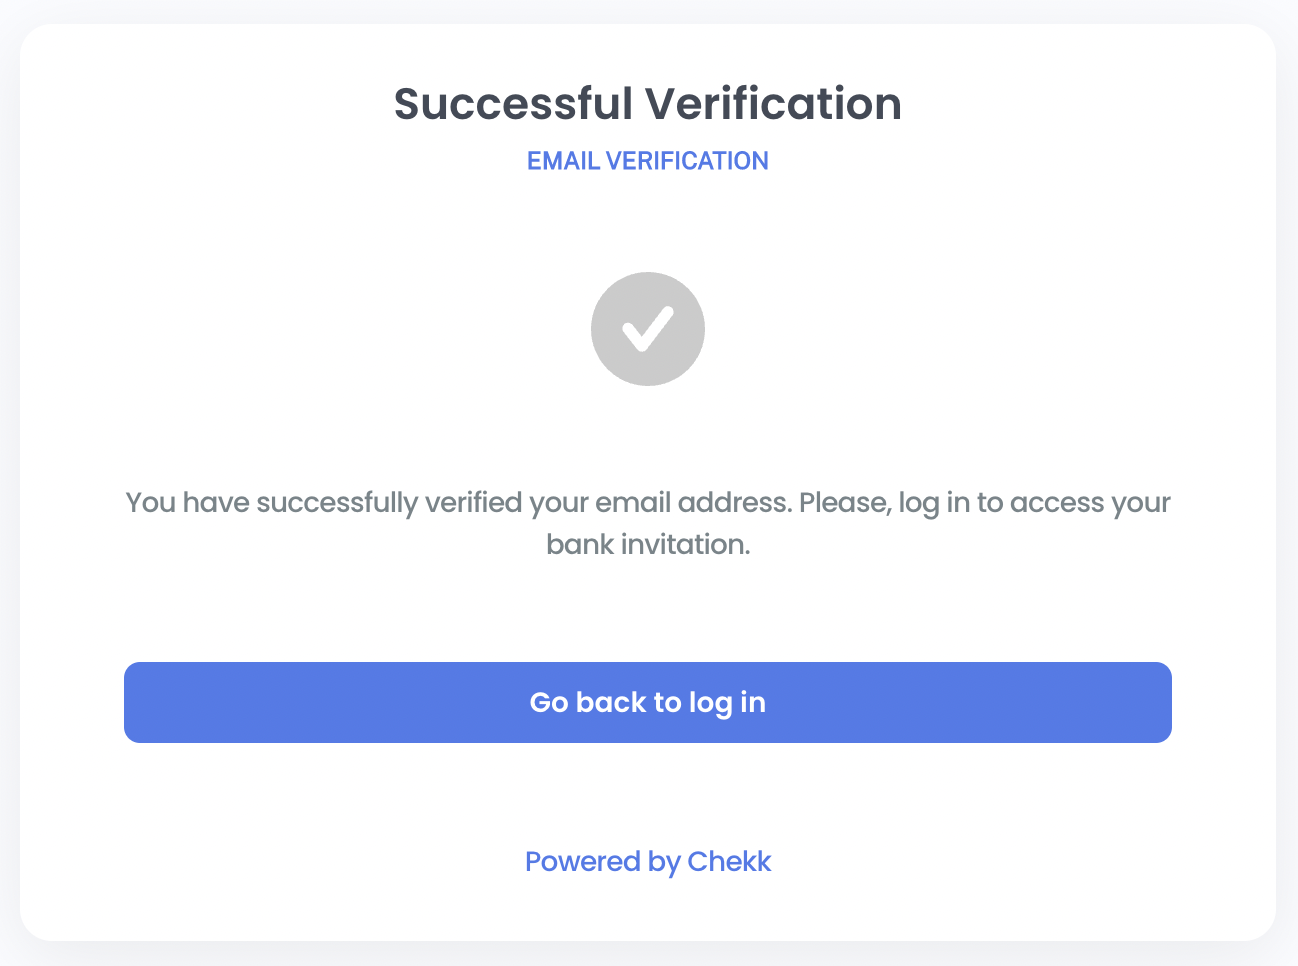 Successful Verification
EMAIL VERIFICATION
You have successfully verified your email address. Please, log in to access your
bank invitation.
Go back to log in
Powered by Chekk